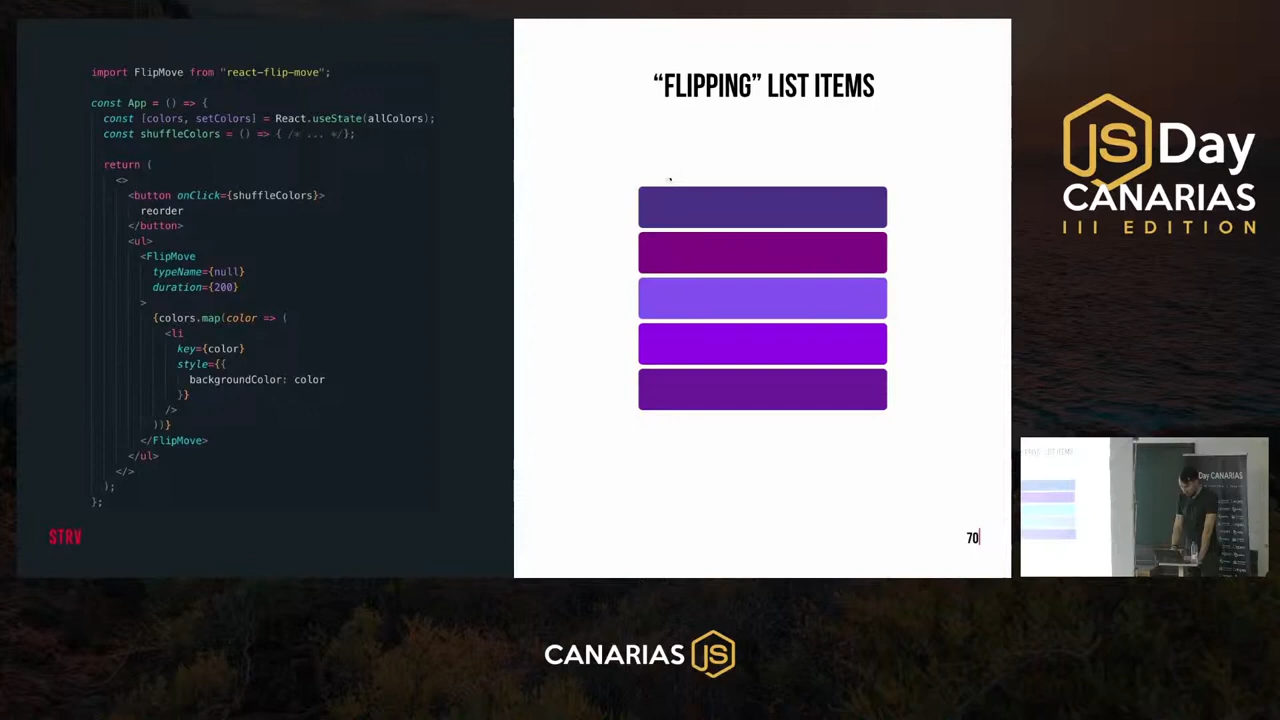 import FlipMove from "react-flip-move";
const App = () => {
const [colors, setColors] = React.useState(allColors);
const shuffleColors = () => { /* ... */};
return (
<>
<button onClick={shuffleColors}>
reorder
</button>
<ul>
<FlipMove
typeName={null}
duration={200}
>
{colors.map(color => (
<li
key={color}
style={{
backgroundColor: color
}}
/>
))}
</FlipMove>
</ul>
</>
);
};
STRV
“FLIPPING” LIST ITEMS
70
JS Day
CANARIAS
III EDITION
Day CANARIAS
CANARIAS JS